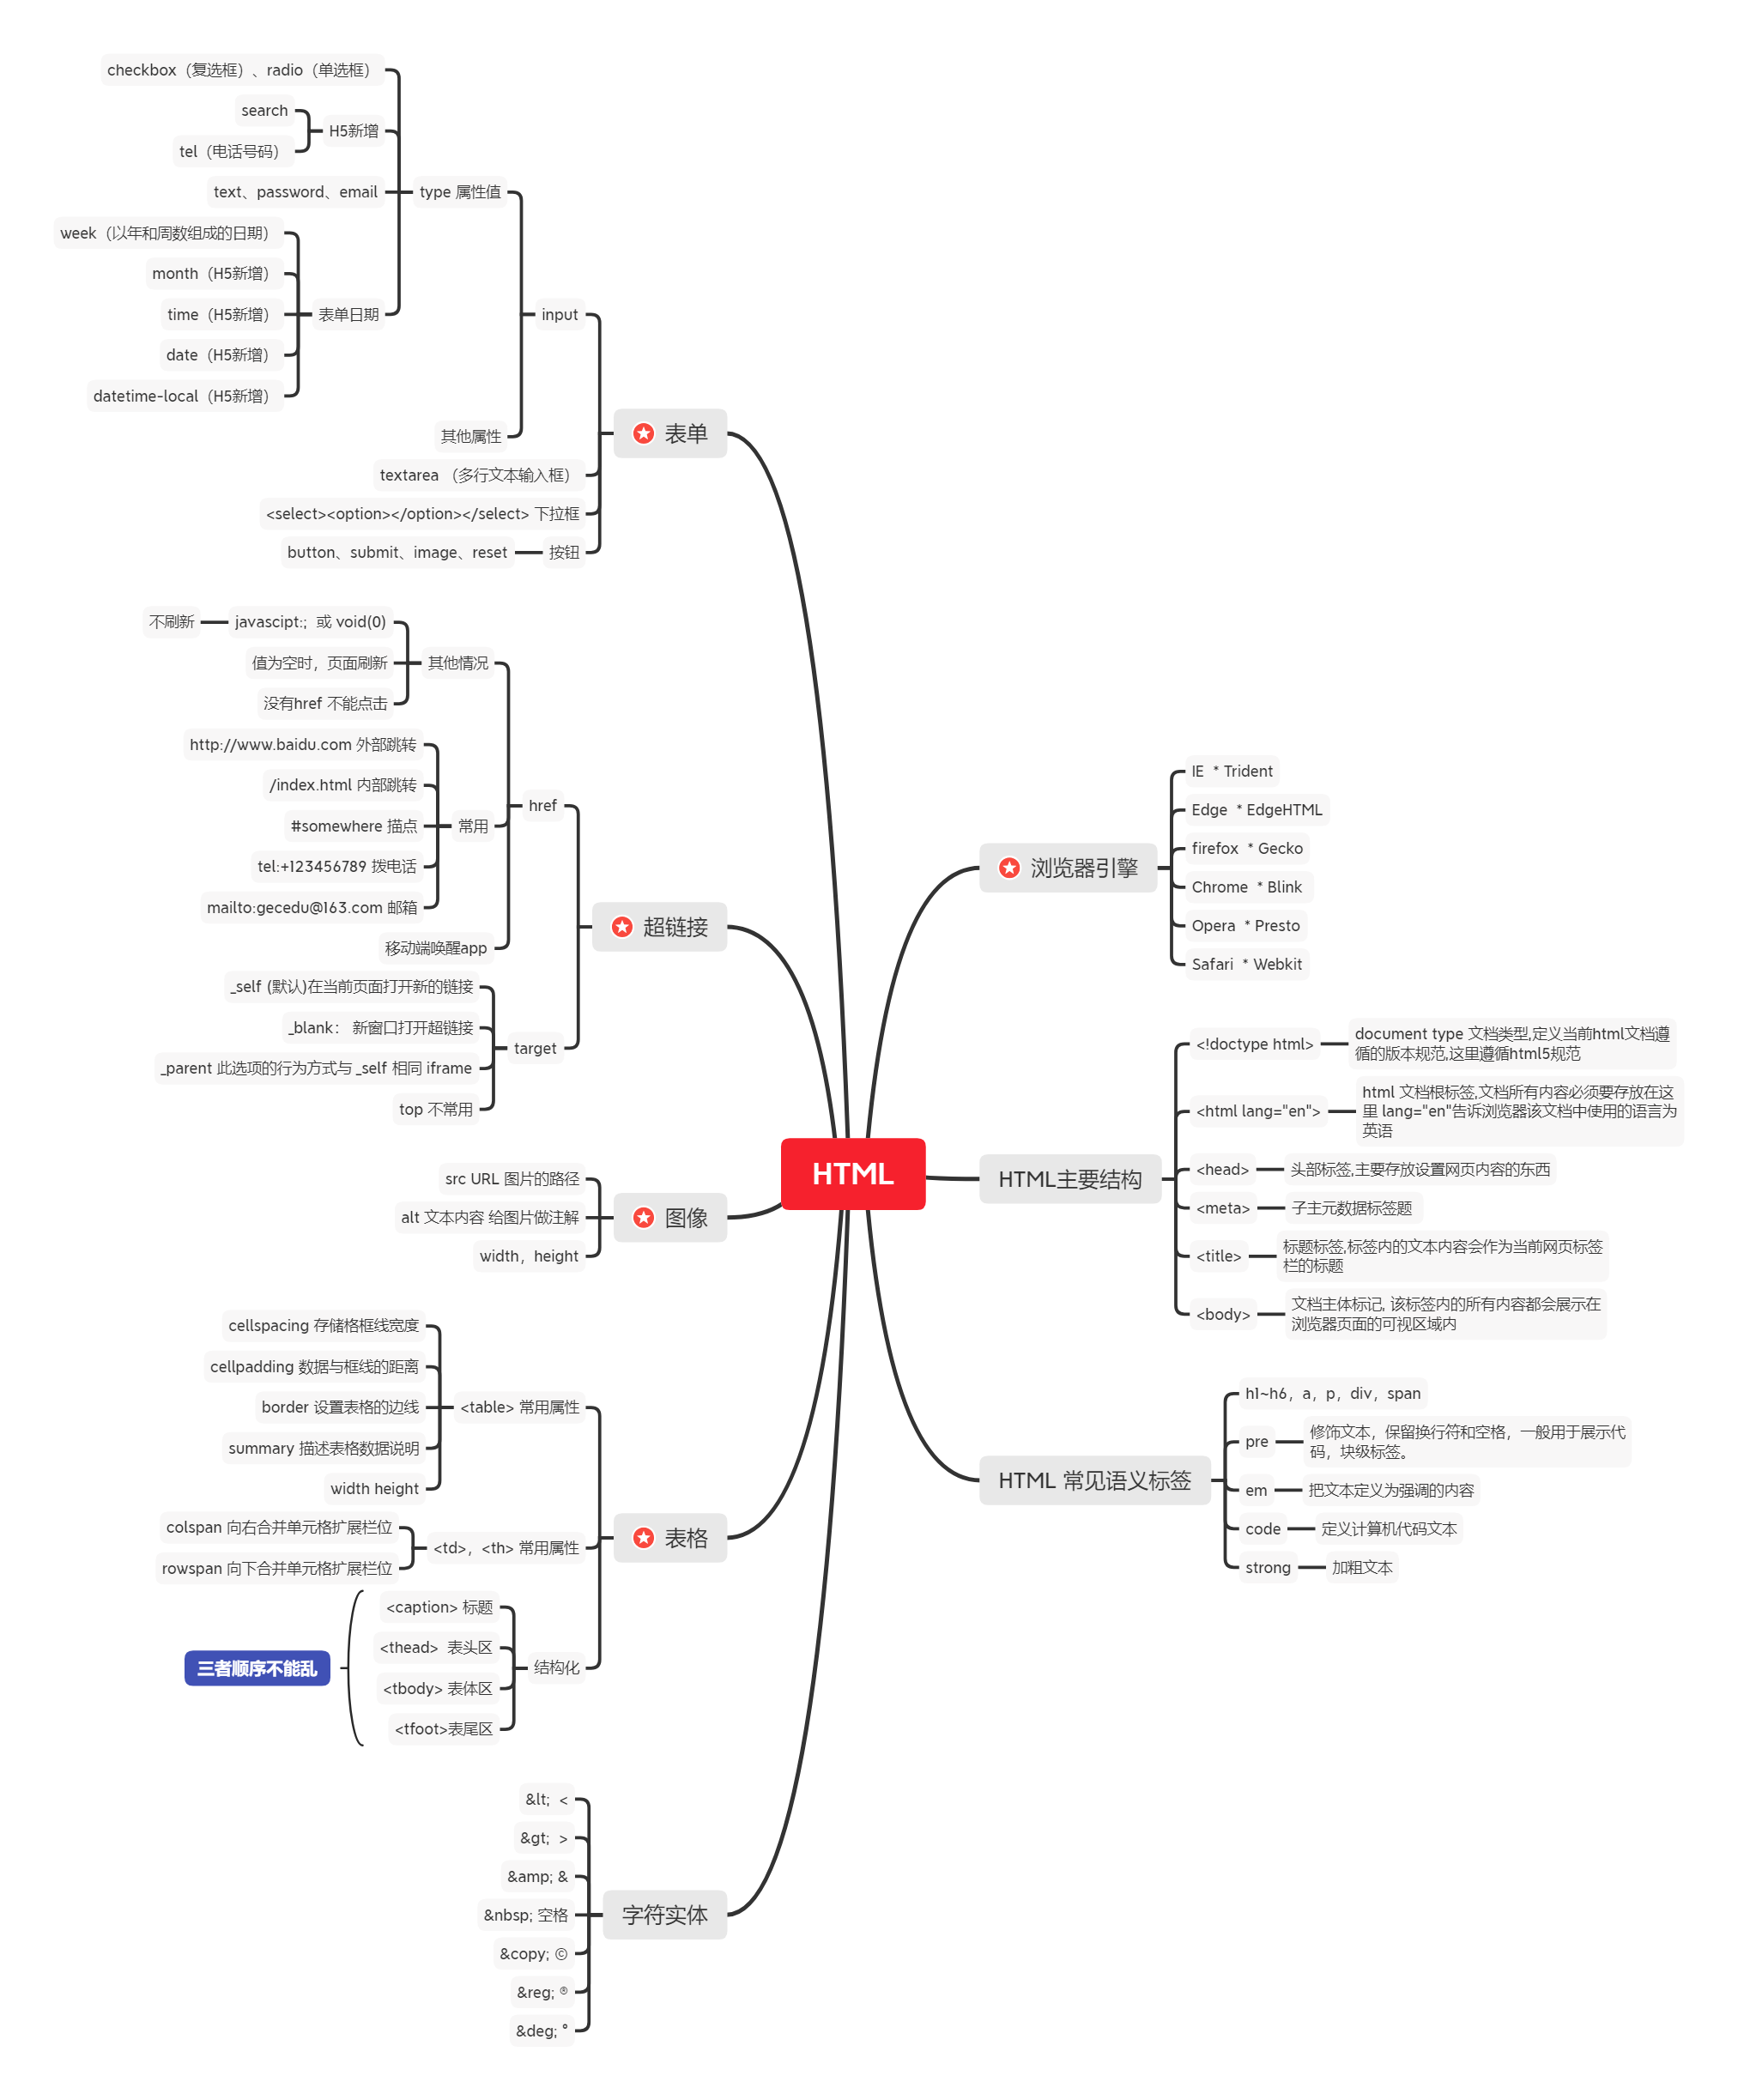 HTML
浏览器引擎
IE * Trident
Edge * EdgeHTML
firefox * Gecko
Chrome * Blink
Opera * Presto
Safari * Webkit
HTML主要结构
<!doctype html>
document type 文档类型,定义当前html文档遵
循的版本规范,这里遵循html5规范
<html lang="en">
html 文档根标签,文档所有内容必须要存放在这
里 lang="en"告诉浏览器该文档中使用的语言为
英语
<head>
头部标签,主要存放设置网页内容的东西
<meta>
子主元数据标签题
<title>
标题标签,标签内的文本内容会作为当前网页标签
栏的标题
<body>
文档主体标记, 该标签内的所有内容都会展示在
浏览器页面的可视区域内
HTML 常见语义标签
h1~h6，a，p，div，span
pre
修饰文本，保留换行符和空格，一般用于展示代
码，块级标签。
em
把文本定义为强调的内容
code
定义计算机代码文本
strong
加粗文本
表单
input
type 属性值
checkbox（复选框）、radio（单选框）
H5新增
search
tel（电话号码）
text、password、email
表单日期
week（以年和周数组成的日期）
month（H5新增）
time（H5新增）
date（H5新增）
datetime-local（H5新增）
其他属性
textarea （多行文本输入框）
<select><option></option></select> 下拉框
按钮
button、submit、image、reset
超链接
href
其他情况
javascipt:; 或 void(0)
不刷新
值为空时，页面刷新
没有href 不能点击
常用
http://www.baidu.com 外部跳转
/index.html 内部跳转
#somewhere 描点
tel:+123456789 拨电话
mailto:gecedu@163.com 邮箱
移动端唤醒app
target
_self (默认)在当前页面打开新的链接
_blank： 新窗口打开超链接
_parent 此选项的行为方式与 _self 相同 iframe
top 不常用
图像
src URL 图片的路径
alt 文本内容 给图片做注解
width，height
表格
<table> 常用属性
cellspacing 存储格框线宽度
cellpadding 数据与框线的距离
border 设置表格的边线
summary 描述表格数据说明
width height
<td>，<th> 常用属性
colspan 向右合并单元格扩展栏位
rowspan 向下合并单元格扩展栏位
结构化
<caption> 标题
<thead> 表头区
<tbody> 表体区
<tfoot>表尾区
三者顺序不能乱
字符实体
&lt; <
&gt; >
&amp; &
&nbsp; 空格
&copy; ©
&reg; ®
&deg; °